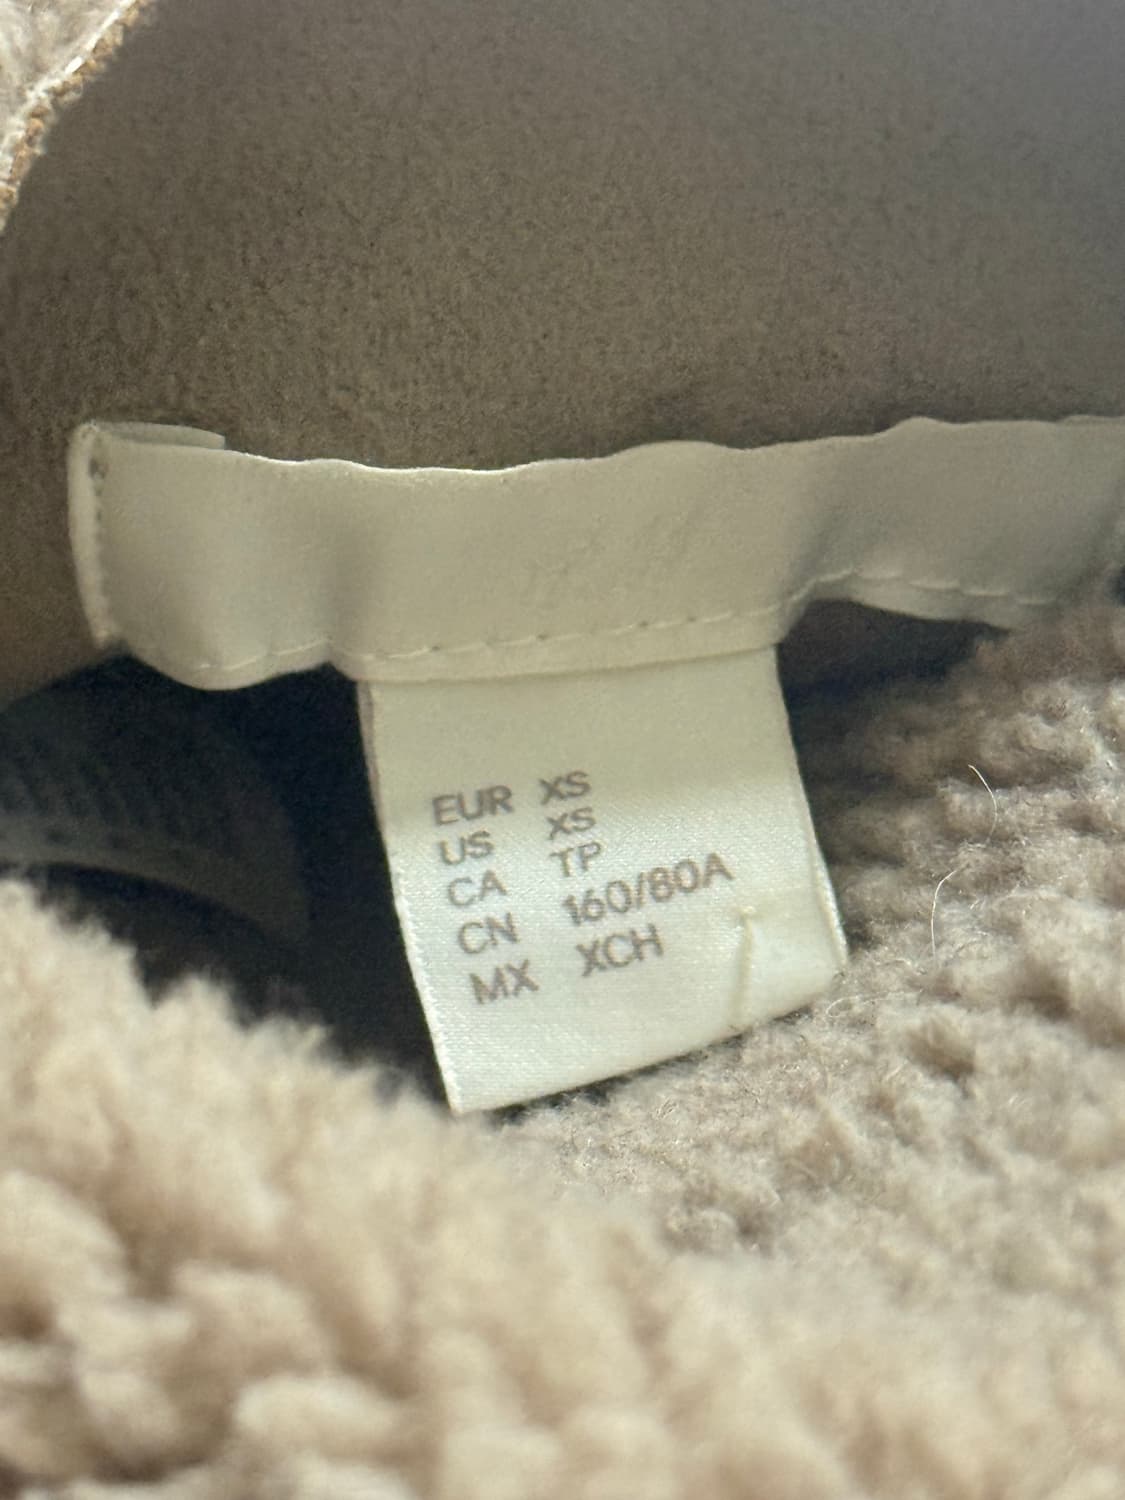 EUR XS
US XS
CA TP
CN 160/80A
MX XCH